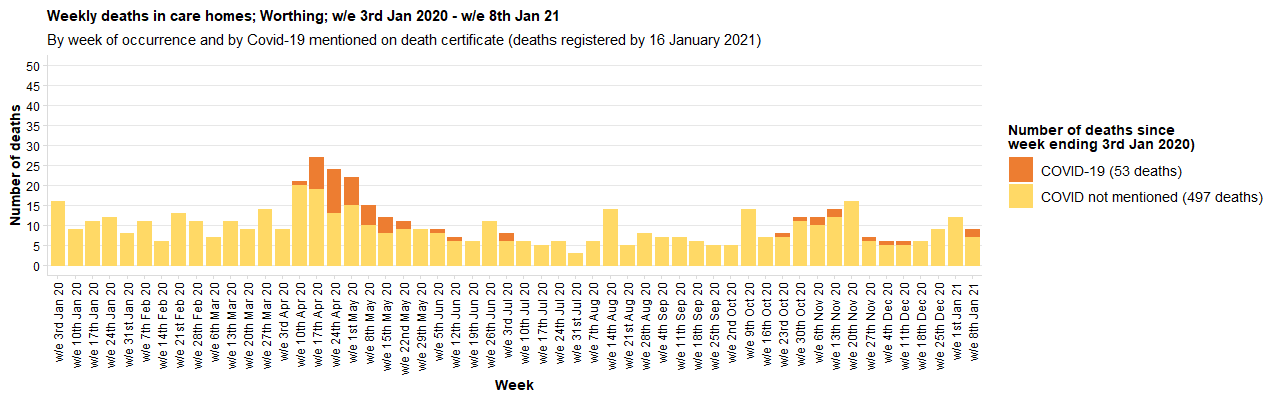 Weekly deaths in care homes; Worthing; w/e 3rd Jan 2020 - w/e 8th Jan 21
By week of occurrence and by Covid-19 mentioned on death certificate (deaths registered by 16 January 2021)
Number of deaths
50
45
40
35
30
25
20
15
10
5
0
w/e 3rd Jan 20
w/e 10th Jan 20
w/e 17th Jan 20
w/e 24th Jan 20
w/e 31st Jan 20
w/e 7th Feb 20
w/e 14th Feb 20
w/e 21st Feb 20
w/e 28th Feb 20
w/e 6th Mar 20
w/e 13th Mar 20
w/e 20th Mar 20
w/e 27th Mar 20
w/e 3rd Apr 20
w/e 10th Apr 20
w/e 17th Apr 20
w/e 24th Apr 20
w/e 1st May 20
w/e 8th May 20
w/e 15th May 20
w/e 22nd May 20
w/e 29th May 20
w/e 5th Jun 20
w/e 12th Jun 20
w/e 19th Jun 20
w/e 26th Jun 20
w/e 3rd Jul 20
w/e 10th Jul 20
w/e 17th Jul 20
w/e 24th Jul 20
w/e 31st Jul 20
w/e 7th Aug 20
w/e 14th Aug 20
w/e 21st Aug 20
w/e 28th Aug 20
w/e 4th Sep 20
w/e 11th Sep 20
w/e 18th Sep 20
w/e 25th Sep 20
w/e 2nd Oct 20
w/e 9th Oct 20
w/e 16th Oct 20
w/e 23rd Oct 20
w/e 30th Oct 20
w/e 6th Nov 20
w/e 13th Nov 20
w/e 20th Nov 20
w/e 27th Nov 20
w/e 4th Dec 20
w/e 11th Dec 20
w/e 18th Dec 20
w/e 25th Dec 20
w/e 1st Jan 21
w/e 8th Jan 21
Week
Number of deaths since
week ending 3rd Jan 2020)
COVID-19 (53 deaths)
COVID not mentioned (497 deaths)